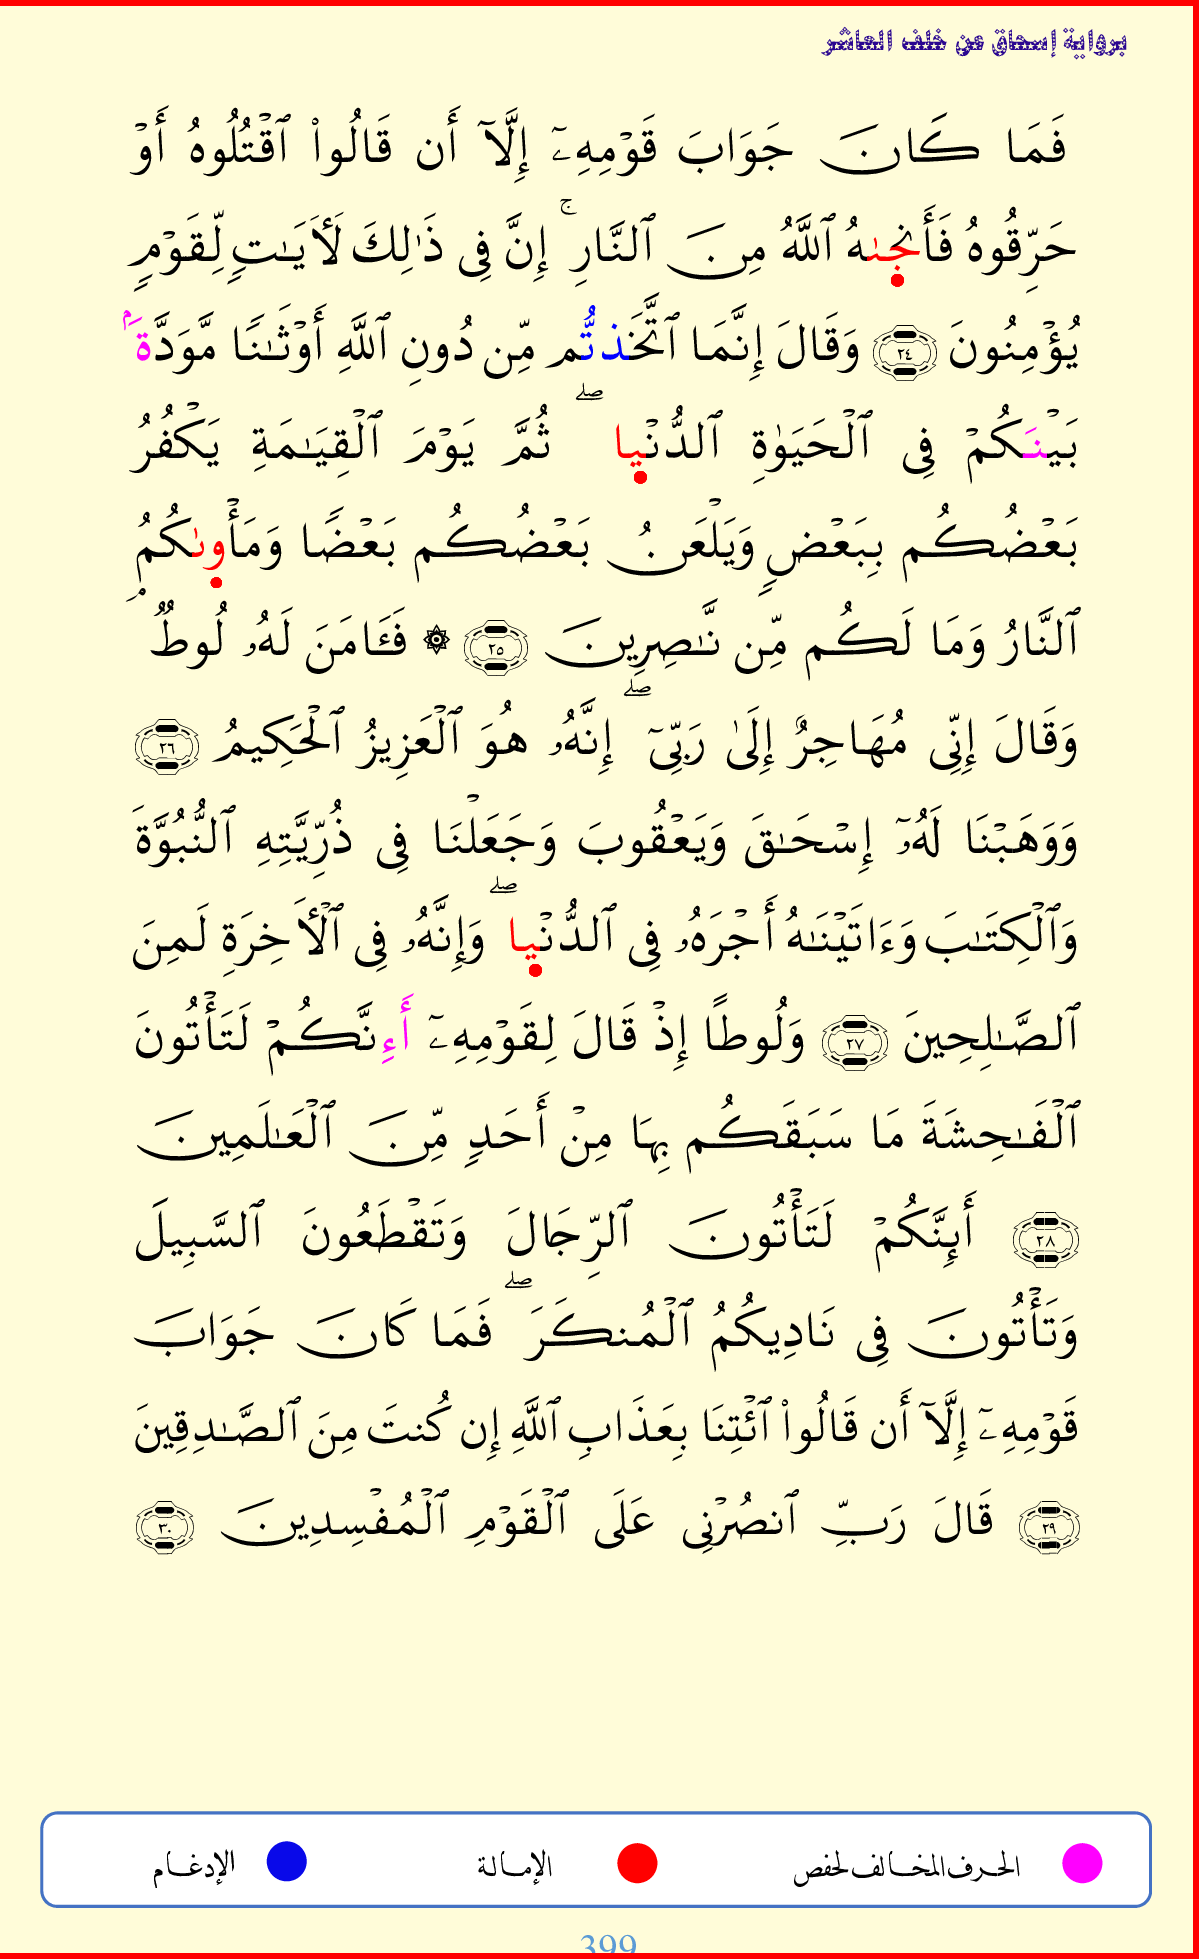 برواية إسحاق عن خلف العاشر
فَمَا كَانَ جَوَابَ قَوْمِهِۦٓ إِلَّآ أَن قَالُوا۟ ٱقْتُلُوهُ أَوْ
حَرِّقُوهُ فَأَنجىٰهُ ٱللَّهُ مِنَ ٱلنَّارِ ۚ إِنَّ فِى ذَٰلِكَ لَأَيَـٰتٍ لِّقَوْمٍ
يُؤْمِنُونَ ٢٤ وَقَالَ إِنَّمَا ٱتَّخَذتُّم مِّن دُونِ ٱللَّهِ أَوْثَـٰنًا مَّوَدَّةًۢ
بَيْنَكُمْ فِى ٱلْحَيَوٰةِ ٱلدُّنْيا ۖ ثُمَّ يَوْمَ ٱلْقِيَـٰمَةِ يَكْفُرُ
بَعْضُكُم بِبَعْضٍ وَيَلْعَنُ بَعْضُكُم بَعْضًا وَمَأْوىٰكُمُ
ٱلنَّارُ وَمَا لَكُم مِّن نَّـٰصِرِينَ ٢٥ ۞ فَـَٔامَنَ لَهُۥ لُوطٌۭ
وَقَالَ إِنِّى مُهَاجِرٌ إِلَىٰ رَبِّىٓ ۖ إِنَّهُۥ هُوَ ٱلْعَزِيزُ ٱلْحَكِيمُ ٢٦
وَوَهَبْنَا لَهُۥٓ إِسْحَـٰقَ وَيَعْقُوبَ وَجَعَلْنَا فِى ذُرِّيَّتِهِ ٱلنُّبُوَّةَ
وَٱلْكِتَـٰبَ وَءَاتَيْنَـٰهُ أَجْرَهُۥ فِى ٱلدُّنْيا ۖ وَإِنَّهُۥ فِى ٱلْأَخِرَةِ لَمِنَ
ٱلصَّـٰلِحِينَ ٢٧ وَلُوطًا إِذْ قَالَ لِقَوْمِهِۦٓ أَءِنَّكُمْ لَتَأْتُونَ
ٱلْفَـٰحِشَةَ مَا سَبَقَكُم بِهَا مِنْ أَحَدٍ مِّنَ ٱلْعَـٰلَمِينَ
٢٨ أَئِنَّكُمْ لَتَأْتُونَ ٱلرِّجَالَ وَتَقْطَعُونَ ٱلسَّبِيلَ
وَتَأْتُونَ فِى نَادِيكُمُ ٱلْمُنكَرَ ۖ فَمَا كَانَ جَوَابَ
قَوْمِهِۦٓ إِلَّآ أَن قَالُوا۟ ٱئْتِنَا بِعَذَابِ ٱللَّهِ إِن كُنتَ مِنَ ٱلصَّـٰدِقِينَ
٢٩ قَالَ رَبِّ ٱنصُرْنِى عَلَى ٱلْقَوْمِ ٱلْمُفْسِدِينَ ٣٠
الحرف المخالف لحفص الإمالة الإدغام
399